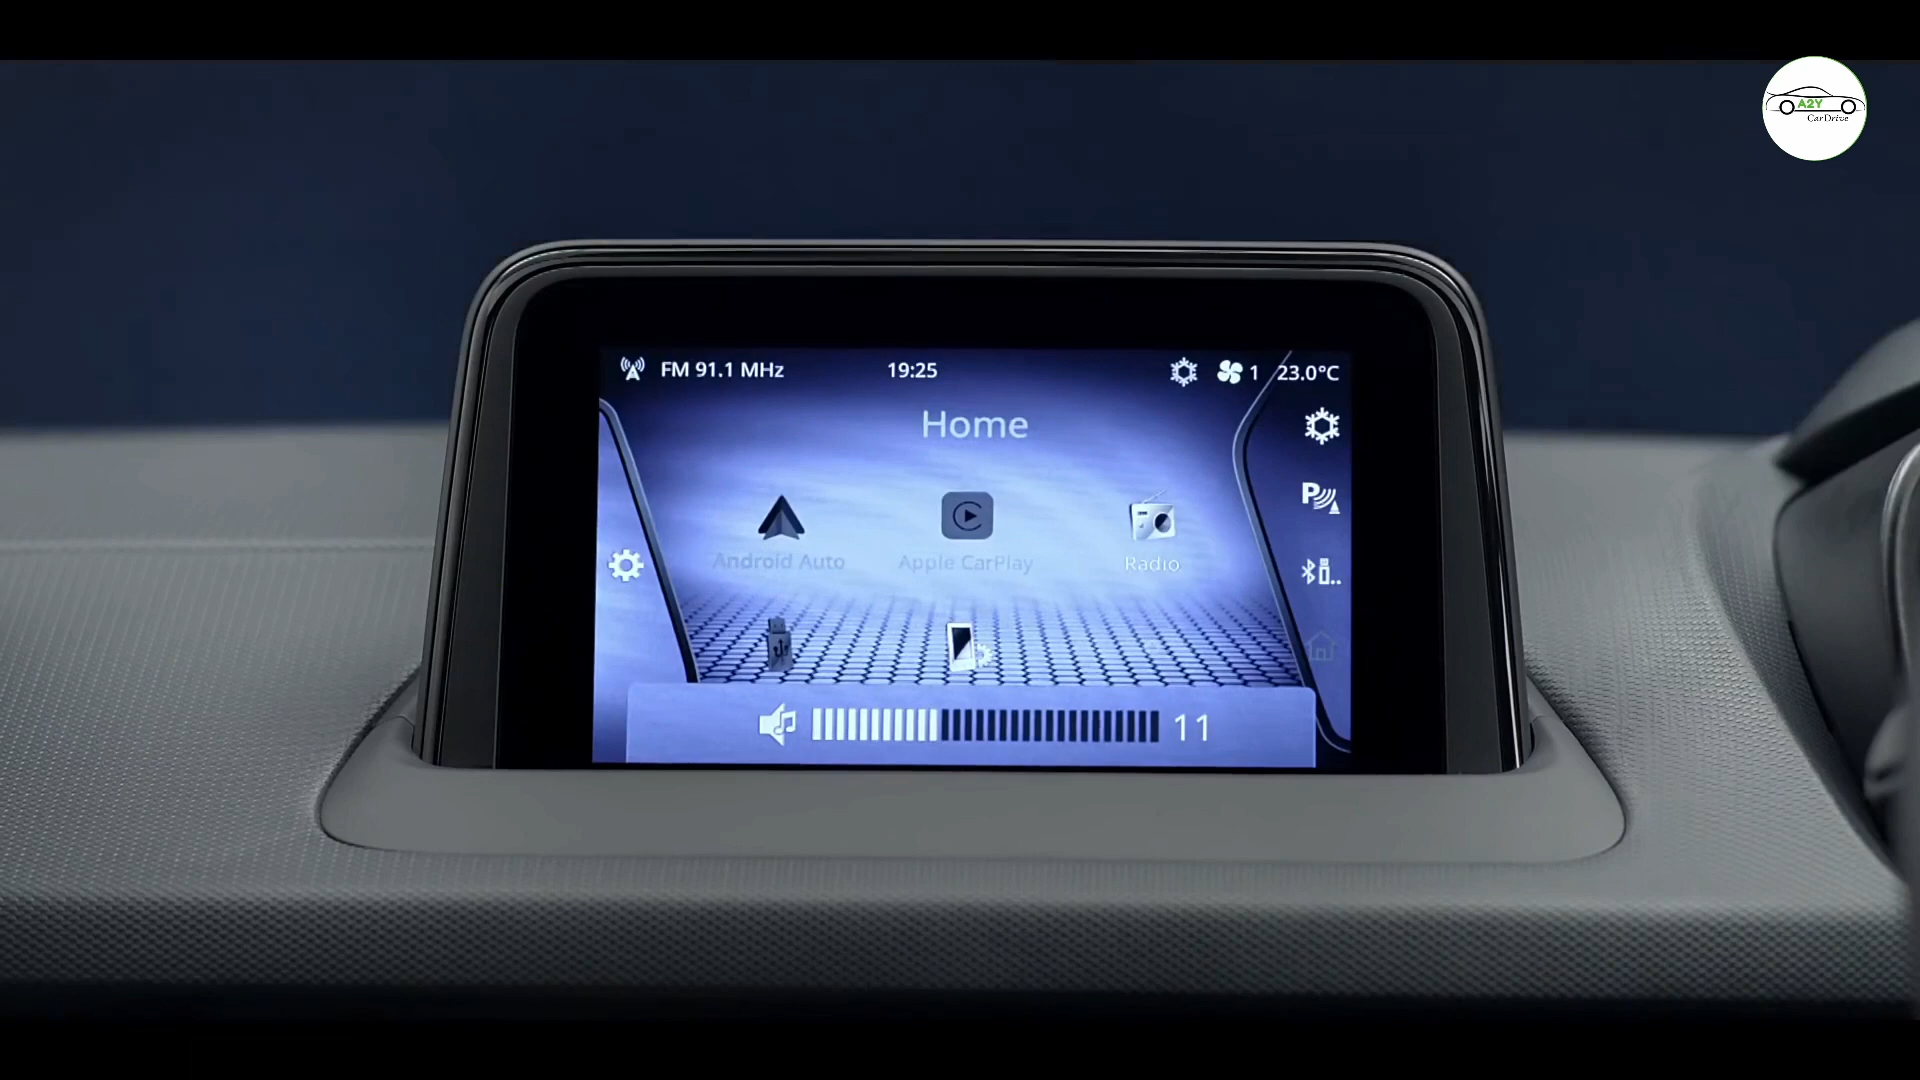 A2Y
CarDrive
FM 91.1 MHz 19:25 1 23.0°C
Home
P
Android Auto Apple CarPlay Radio
11